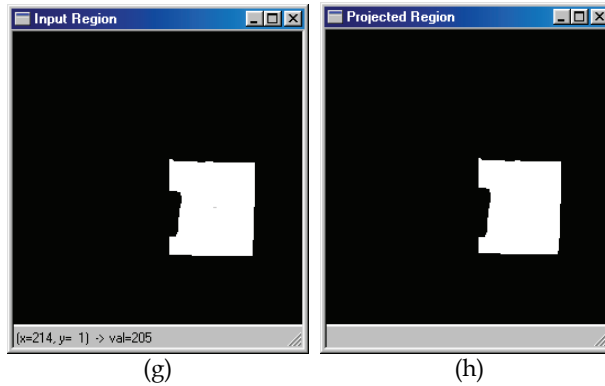 Input Region
Projected Region
(x=214, y= 1) -> val=205
(g)
(h)